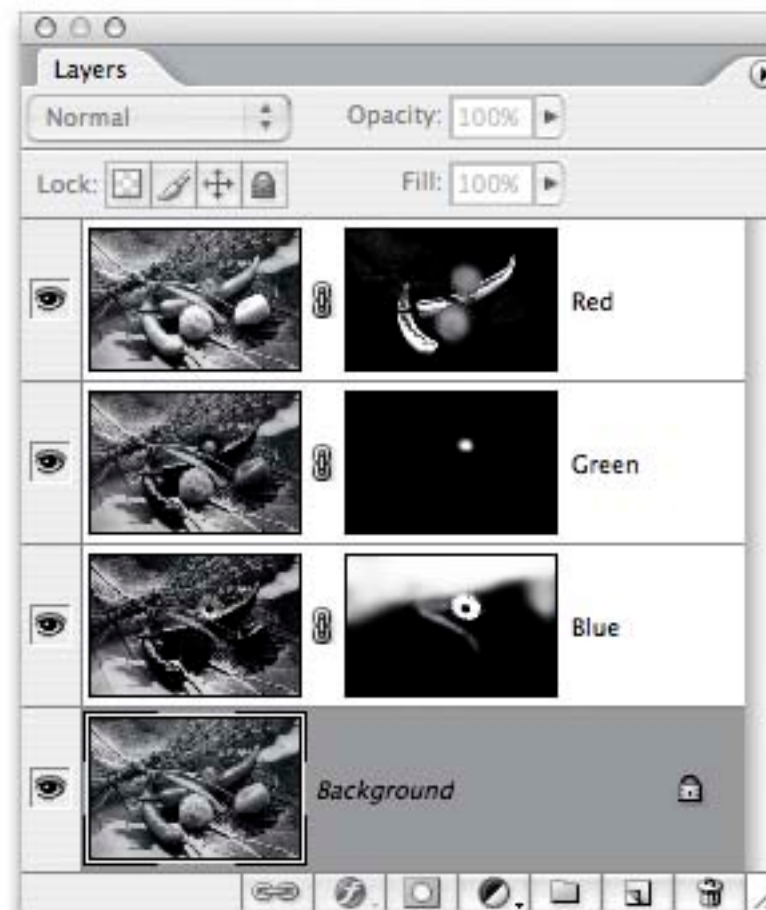 Layers
Normal Opacity: 100%
Lock: Fill: 100%
Red
Green
Blue
Background